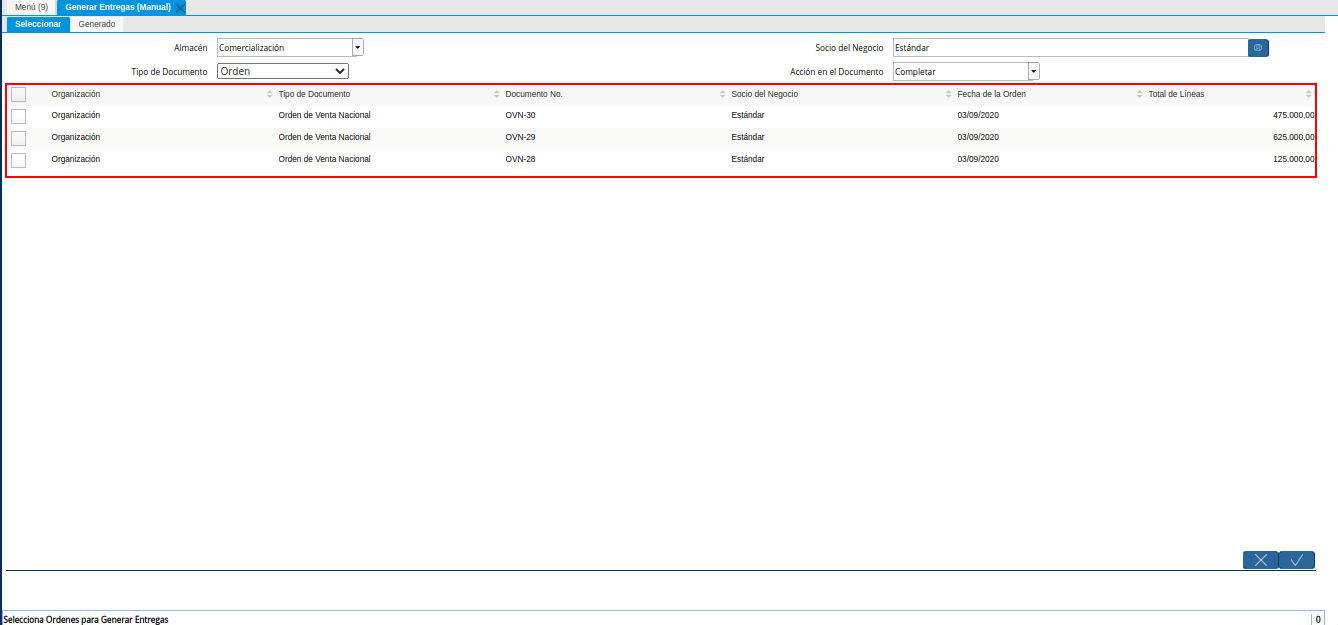 Menú (9) Generar Entregas (Manual)
Seleccionar Generado
Almacén Comercialización Socio del Negocio Estándar
Tipo de Documento Orden Acción en el Documento Completar
Organización Tipo de Documento Documento No. Socio del Negocio Fecha de la Orden Total de Líneas
Organización Orden de Venta Nacional OVN-30 Estándar 03/09/2020 475.000,00
Organización Orden de Venta Nacional OVN-29 Estándar 03/09/2020 625.000,00
Organización Orden de Venta Nacional OVN-28 Estándar 03/09/2020 125.000,00
Selecciona Ordenes para Generar Entregas 0